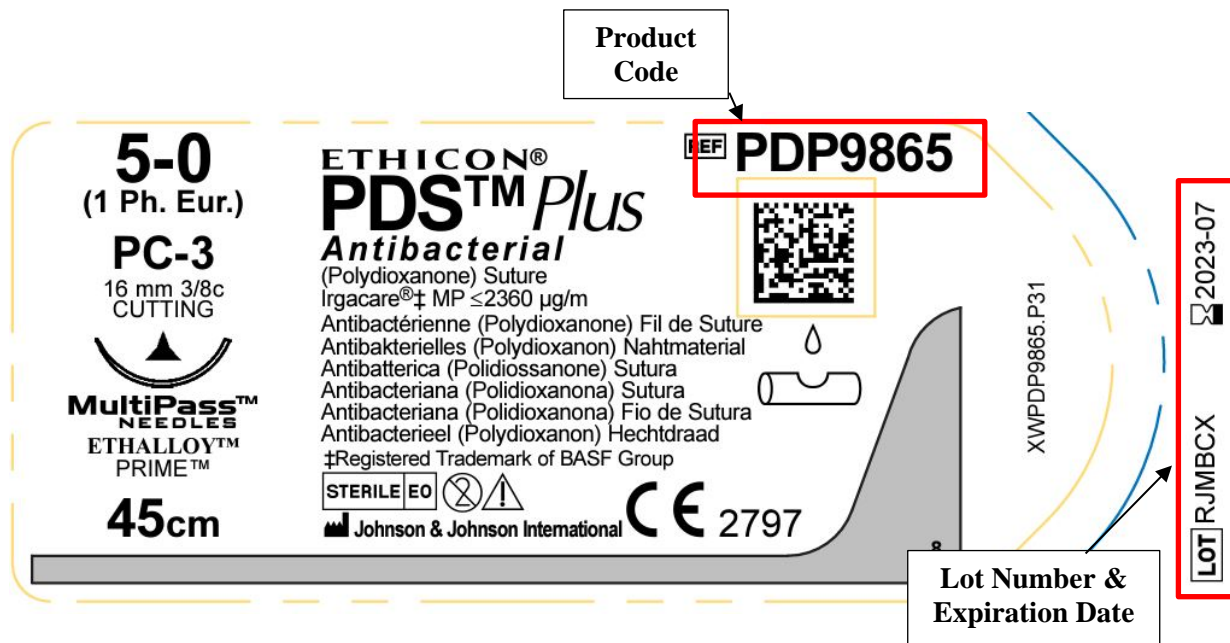 Product
Code
5-0
(1 Ph. Eur.)
PC-3
16 mm 3/8c
CUTTING
MultiPass™
NEEDLES
ETHALLOY™
PRIME™
45cm
ETHICON®
PDS™ Plus
Antibacterial
(Polydioxanone) Suture
Irgacare®‡ MP ≤2360 µg/m
Antibactérienne (Polydioxanone) Fil de Suture
Antibakterielles (Polydioxanon) Nahtmaterial
Antibatterica (Polidiossanone) Sutura
Antibacteriana (Polidioxanona) Sutura
Antibacteriana (Polidioxanona) Fio de Sutura
Antibacterieel (Polydioxanon) Hechtdraad
‡Registered Trademark of BASF Group
STERILE EO 2
Johnson & Johnson International CE 2797
REF PDP9865
XWPDP9865.P31
LOT RJMBCX 2023-07
Lot Number &
Expiration Date